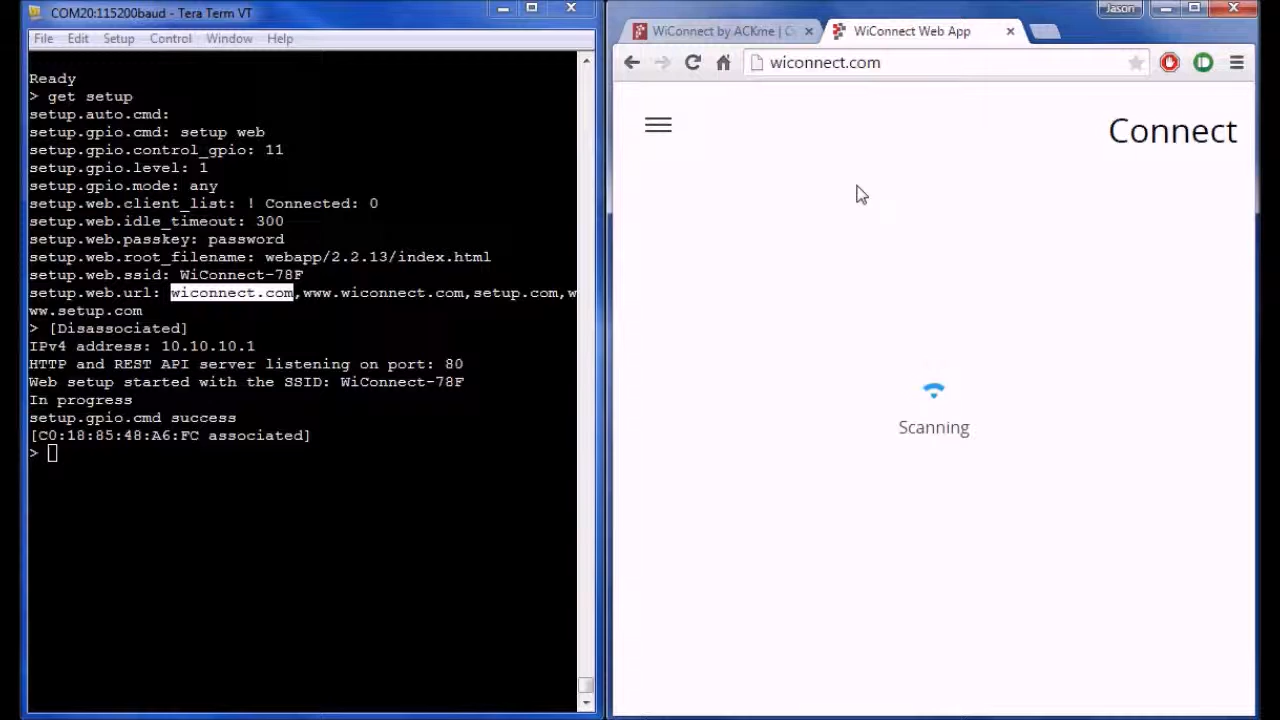 COM20:115200baud - Tera Term VT
File Edit Setup Control Window Help
Ready
> get setup
setup.auto.cmd:
setup.gpio.cmd: setup web
setup.gpio.control_gpio: 11
setup.gpio.level: 1
setup.gpio.mode: any
setup.web.client_list: ! Connected: 0
setup.web.idle_timeout: 300
setup.web.passkey: password
setup.web.root_filename: webapp/2.2.13/index.html
setup.web.ssid: WiConnect-78F
setup.web.url: wiconnect.com,www.wiconnect.com,setup.com,w
ww.setup.com
> [Disassociated]
IPv4 address: 10.10.10.1
HTTP and REST API server listening on port: 80
Web setup started with the SSID: WiConnect-78F
In progress
setup.gpio.cmd success
[C0:18:85:48:A6:FC associated]
>
Jason
WiConnect by ACKme | C
WiConnect Web App
wiconnect.com
Connect
Scanning